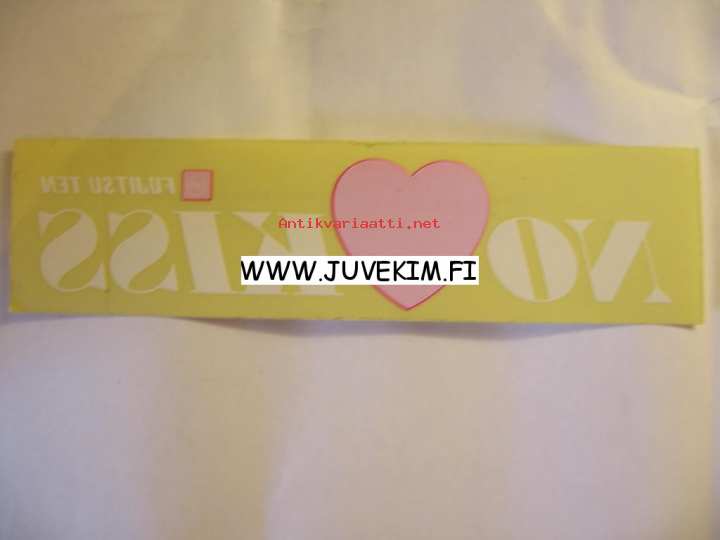 FUJITSU TEN
NO KISS
Antikvariaatti.net
WWW.JUVEKIM.FI